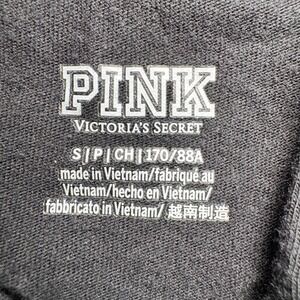 PINK
VICTORIA'S SECRET
S|P|CH|170/88A
made in Vietnam/fabriqué au
Vietnam/hecho en Vietnam/
fabbricato in Vietnam/ 越南制造